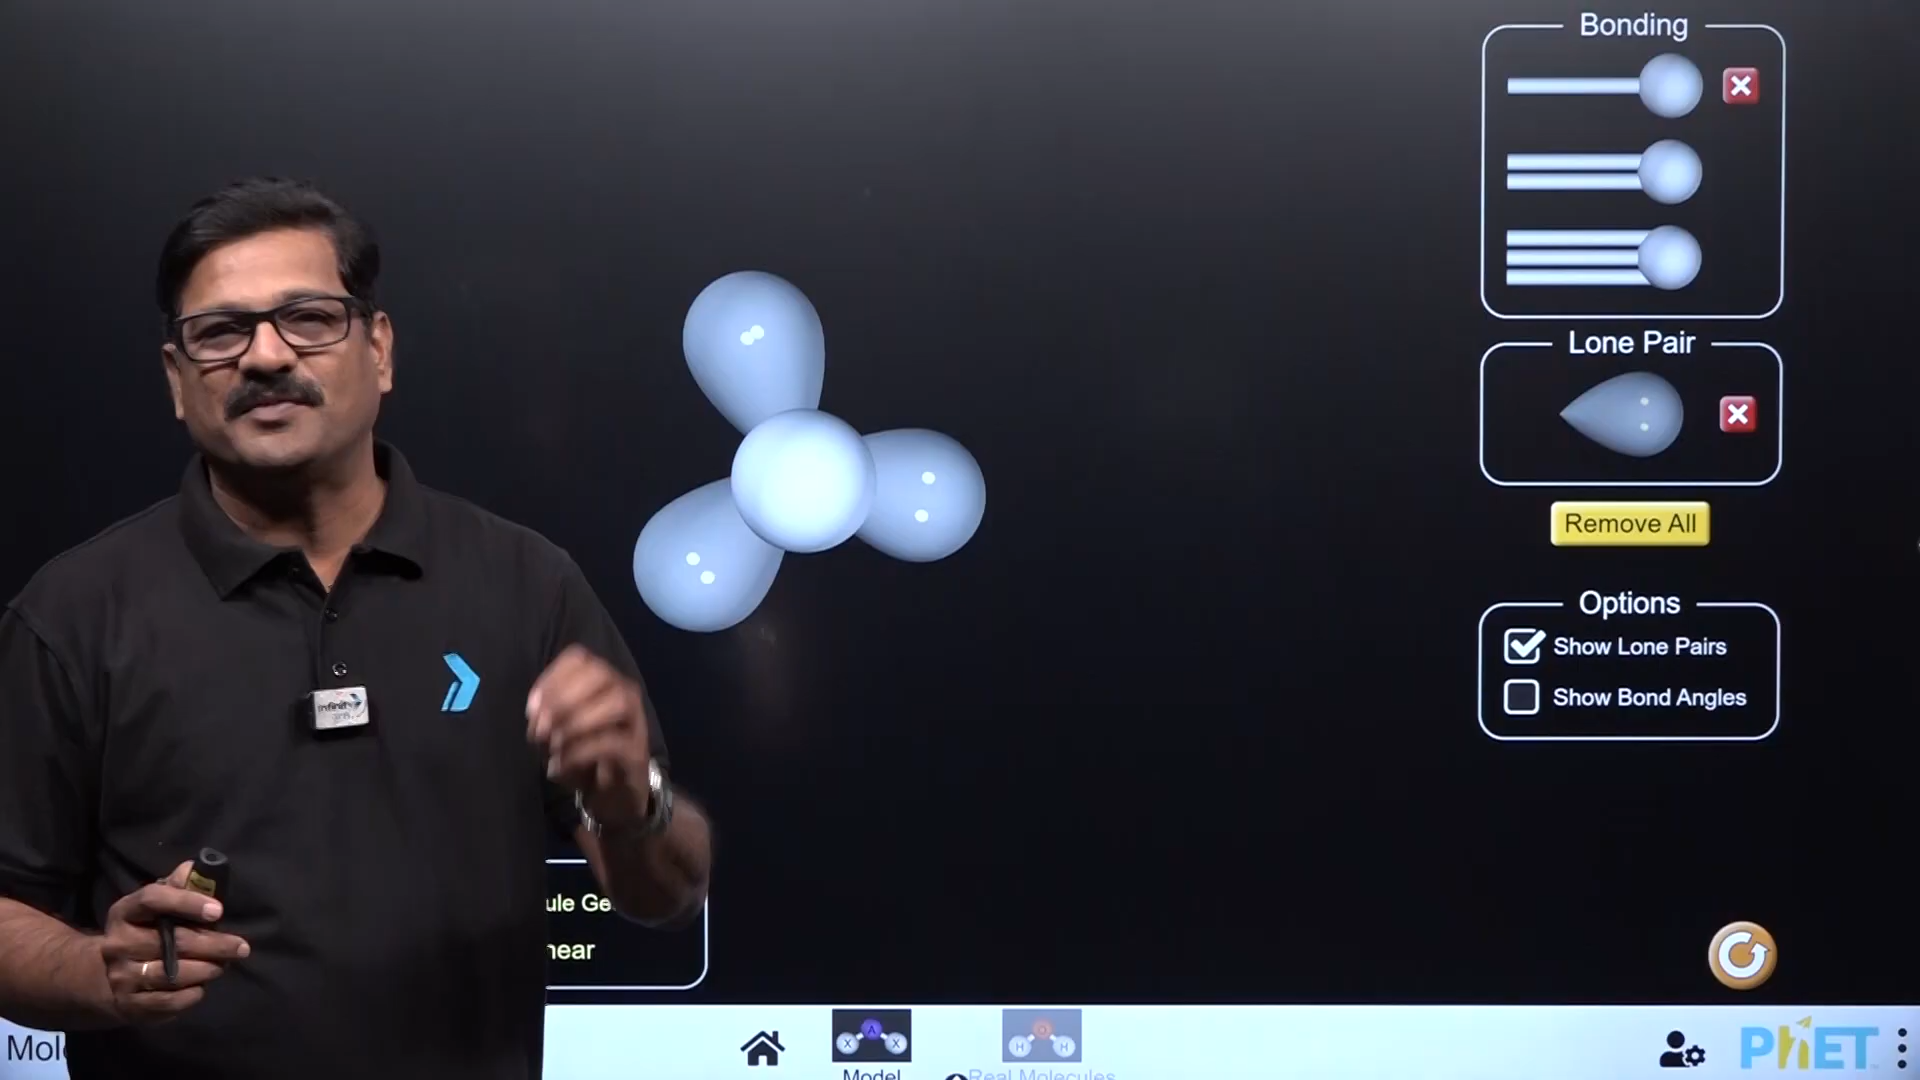 Bonding
Lone Pair
Remove All
Options
Show Lone Pairs
Show Bond Angles
ule Ge
near
Mol
A
X X
O
H H
Model
Real Molecules
PhET